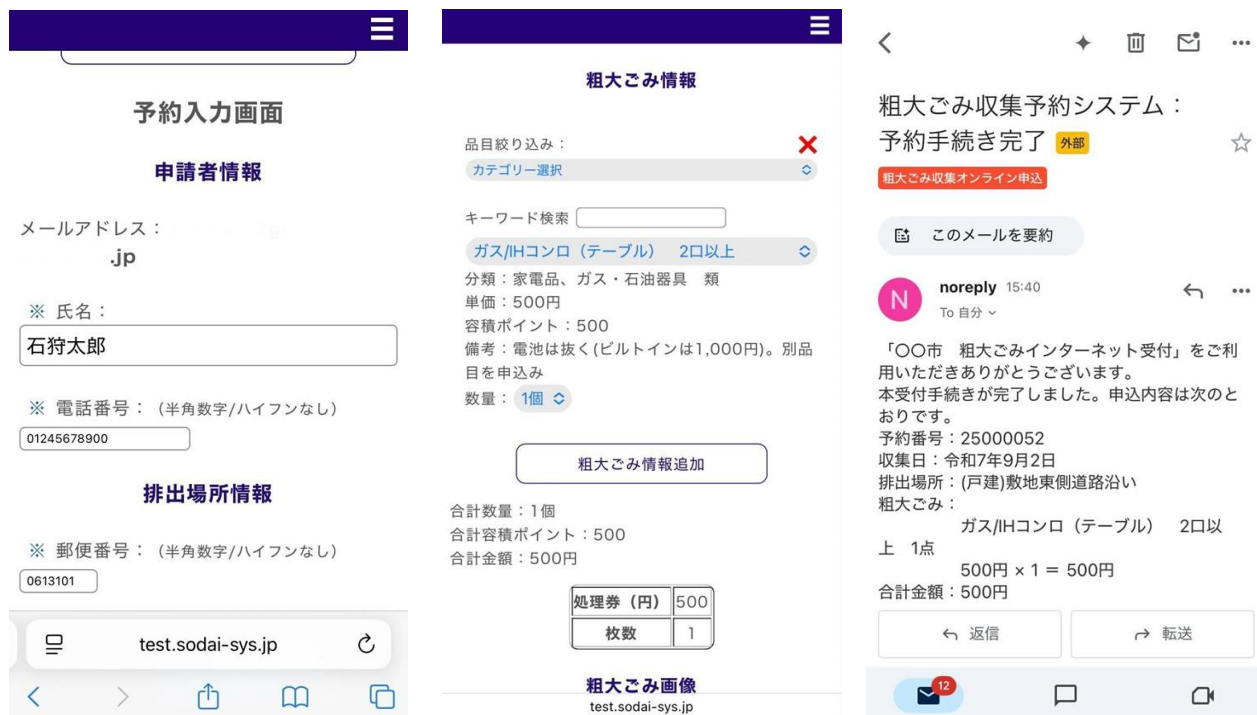 予約入力画面
申請者情報
メールアドレス：
.jp
※ 氏名：
石狩太郎
※ 電話番号：（半角数字/ハイフンなし）
01245678900
排出場所情報
※ 郵便番号：（半角数字/ハイフンなし）
0613101
test.sodai-sys.jp
粗大ごみ情報
品目絞り込み：
カテゴリー選択
キーワード検索
ガス/IHコンロ（テーブル）　2口以上
分類：家電品、ガス・石油器具　類
単価：500円
容積ポイント：500
備考：電池は抜く(ビルトインは1,000円)。別品
目を申込み
数量：1個
粗大ごみ情報追加
合計数量：1個
合計容積ポイント：500
合計金額：500円
処理券（円） 500
枚数 1
粗大ごみ画像
test.sodai-sys.jp
粗大ごみ収集予約システム：
予約手続き完了 外部
粗大ごみ収集オンライン申込
このメールを要約
N
noreply 15:40
To 自分
「〇〇市　粗大ごみインターネット受付」をご利
用いただきありがとうございます。
本受付手続きが完了しました。申込内容は次のと
おりです。
予約番号：25000052
収集日：令和7年9月2日
排出場所：(戸建)敷地東側道路沿い
粗大ごみ：
ガス/IHコンロ（テーブル）　2口以
上　1点
500円 × 1 ＝ 500円
合計金額：500円
返信
転送
12